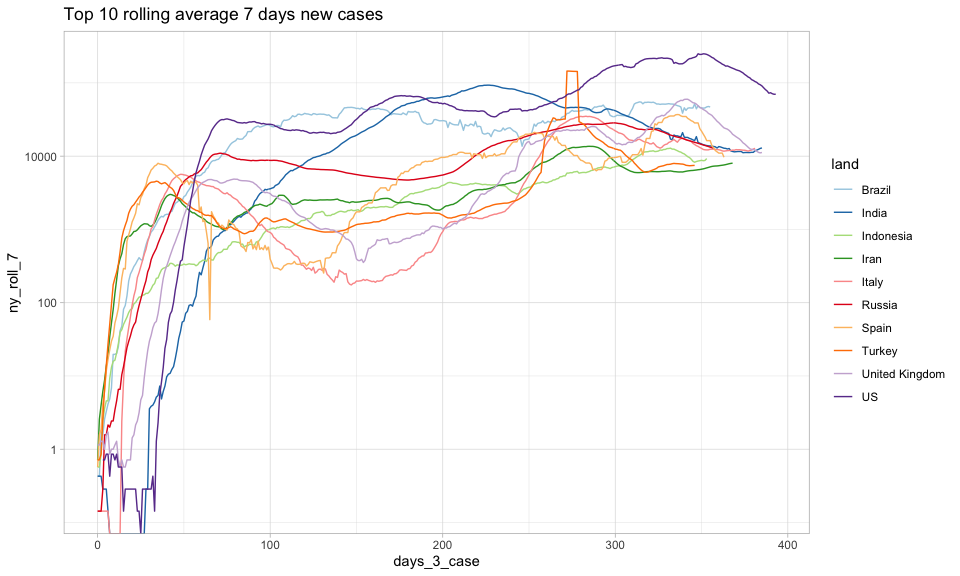 Top 10 rolling average 7 days new cases
ny_roll_7
10000
100
1
0
100
200
300
400
days_3_case
land
Brazil
India
Indonesia
Iran
Italy
Russia
Spain
Turkey
United Kingdom
US